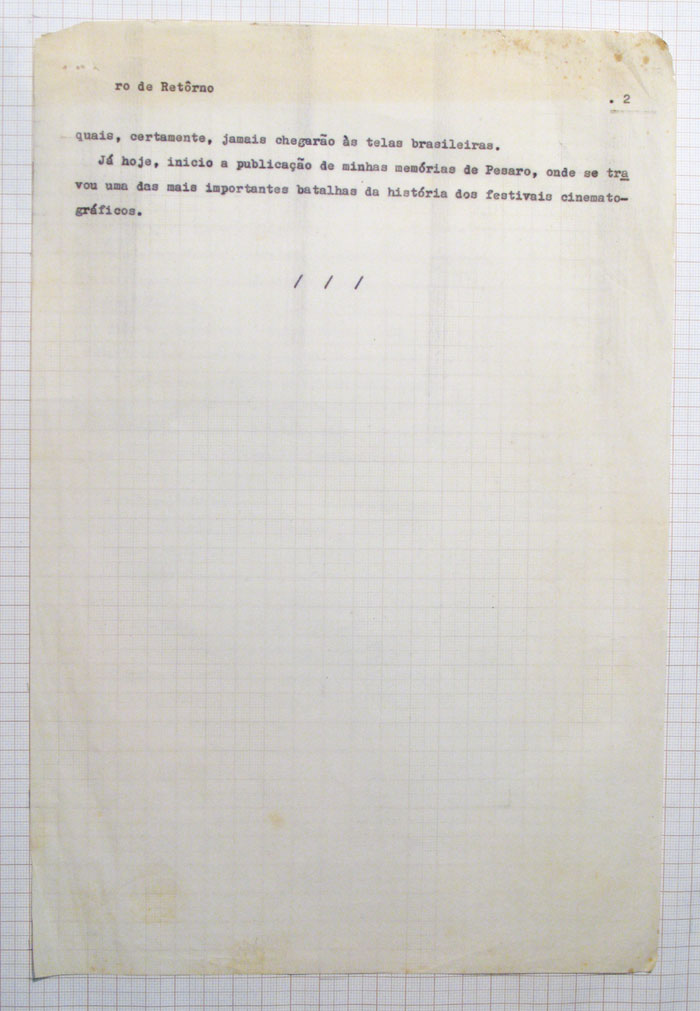 ro de Retôrno
. 2
quais, certamente, jamais chegarão às telas brasileiras.
Já hoje, inicio a publicação de minhas memórias de Pesaro, onde se tra
vou uma das mais importantes batalhas da história dos festivais cinemato-
gráficos.
/ / /